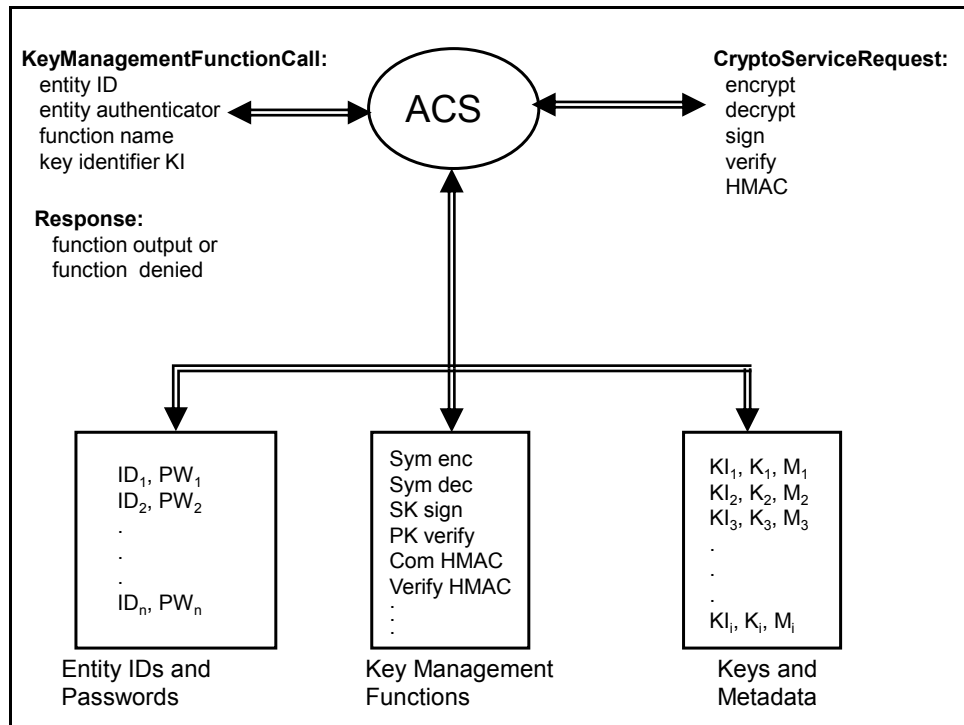 KeyManagementFunctionCall:
entity ID
entity authenticator
function name
key identifier KI
Response:
function output or
function denied
ACS
CryptoServiceRequest:
encrypt
decrypt
sign
verify
HMAC
ID₁, PW₁
ID₂, PW₂
.
.
.
IDₙ, PWₙ
Entity IDs and
Passwords
Sym enc
Sym dec
SK sign
PK verify
Com HMAC
Verify HMAC
.
.
.
Key Management
Functions
KI₁, K₁, M₁
KI₂, K₂, M₂
KI₃, K₃, M₃
.
.
.
KIᵢ, Kᵢ, Mᵢ
Keys and
Metadata